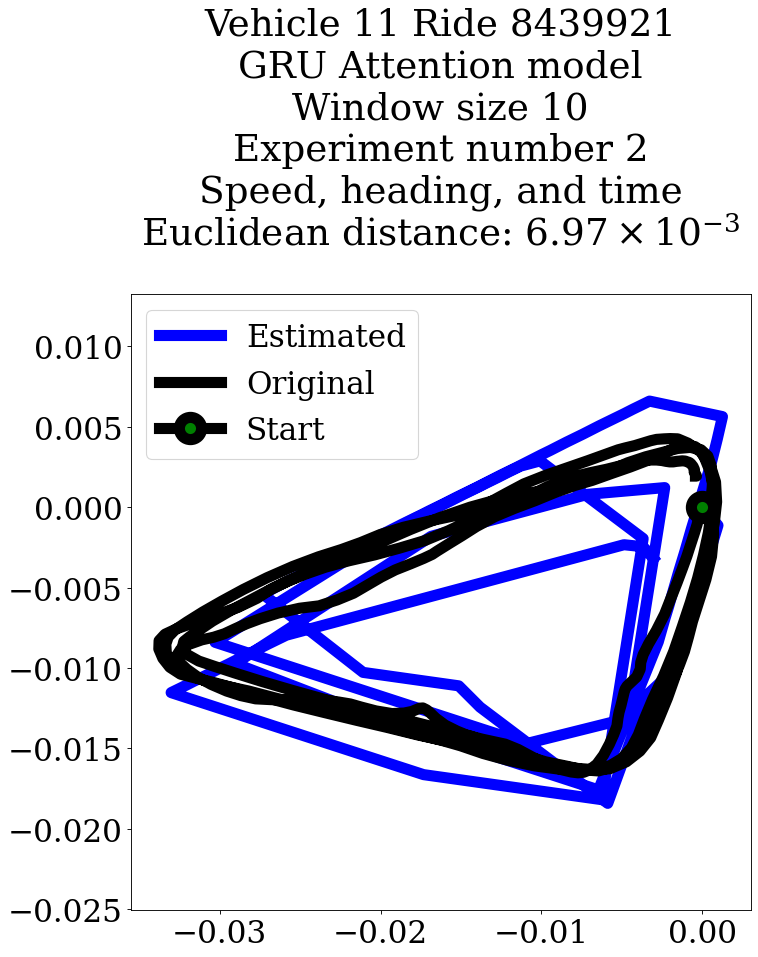 Vehicle 11 Ride 8439921
GRU Attention model
Window size 10
Experiment number 2
Speed, heading, and time
Euclidean distance: 6.97 × 10⁻³
Estimated
Original
Start
0.010
0.005
0.000
−0.005
−0.010
−0.015
−0.020
−0.025
−0.03 −0.02 −0.01 0.00